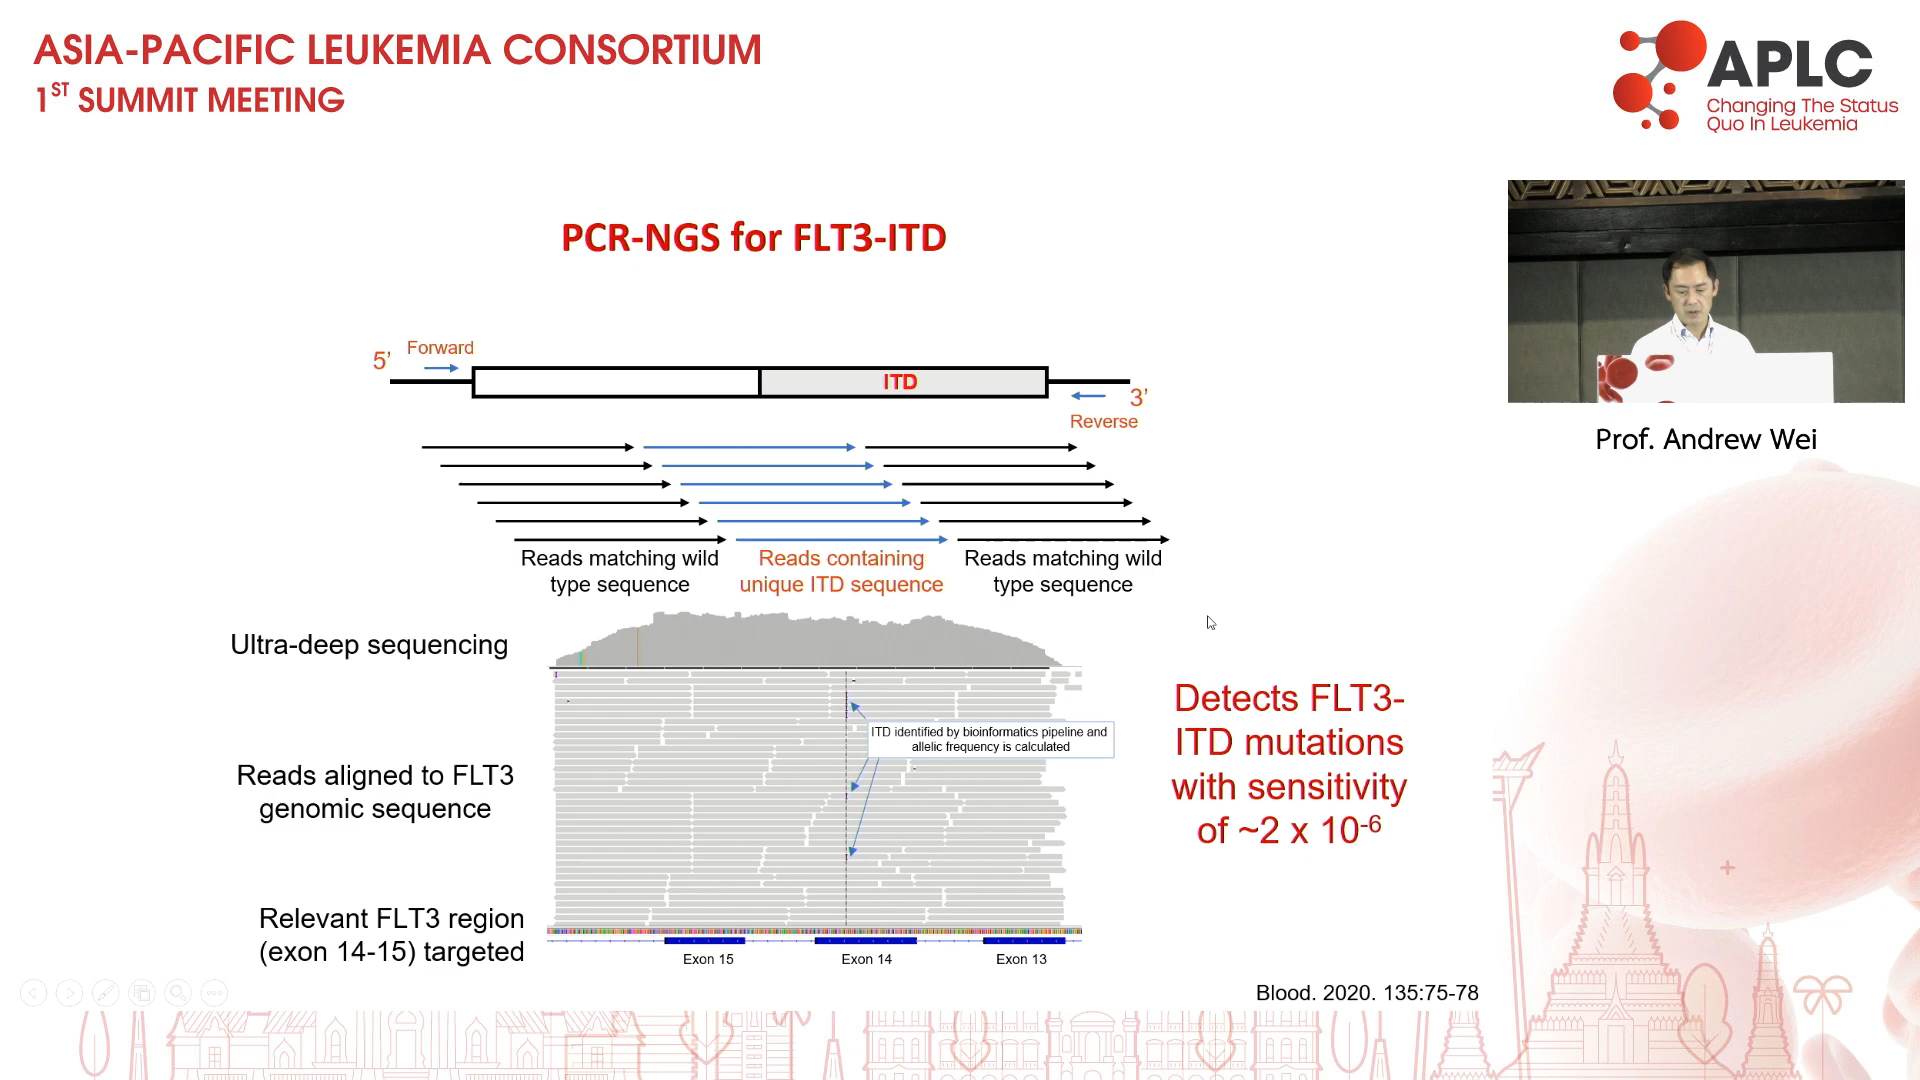 ASIA-PACIFIC LEUKEMIA CONSORTIUM
1ST SUMMIT MEETING
APLC
Changing The Status
Quo In Leukemia
PCR-NGS for FLT3-ITD
Prof. Andrew Wei
5’
Forward
ITD
3’
Reverse
Reads matching wild
type sequence
Reads containing
unique ITD sequence
Reads matching wild
type sequence
Ultra-deep sequencing
ITD identified by bioinformatics pipeline and
allelic frequency is calculated
Reads aligned to FLT3
genomic sequence
Detects FLT3-
ITD mutations
with sensitivity
of ~2 x 10-6
Relevant FLT3 region
(exon 14-15) targeted
Exon 15
Exon 14
Exon 13
Blood. 2020. 135:75-78